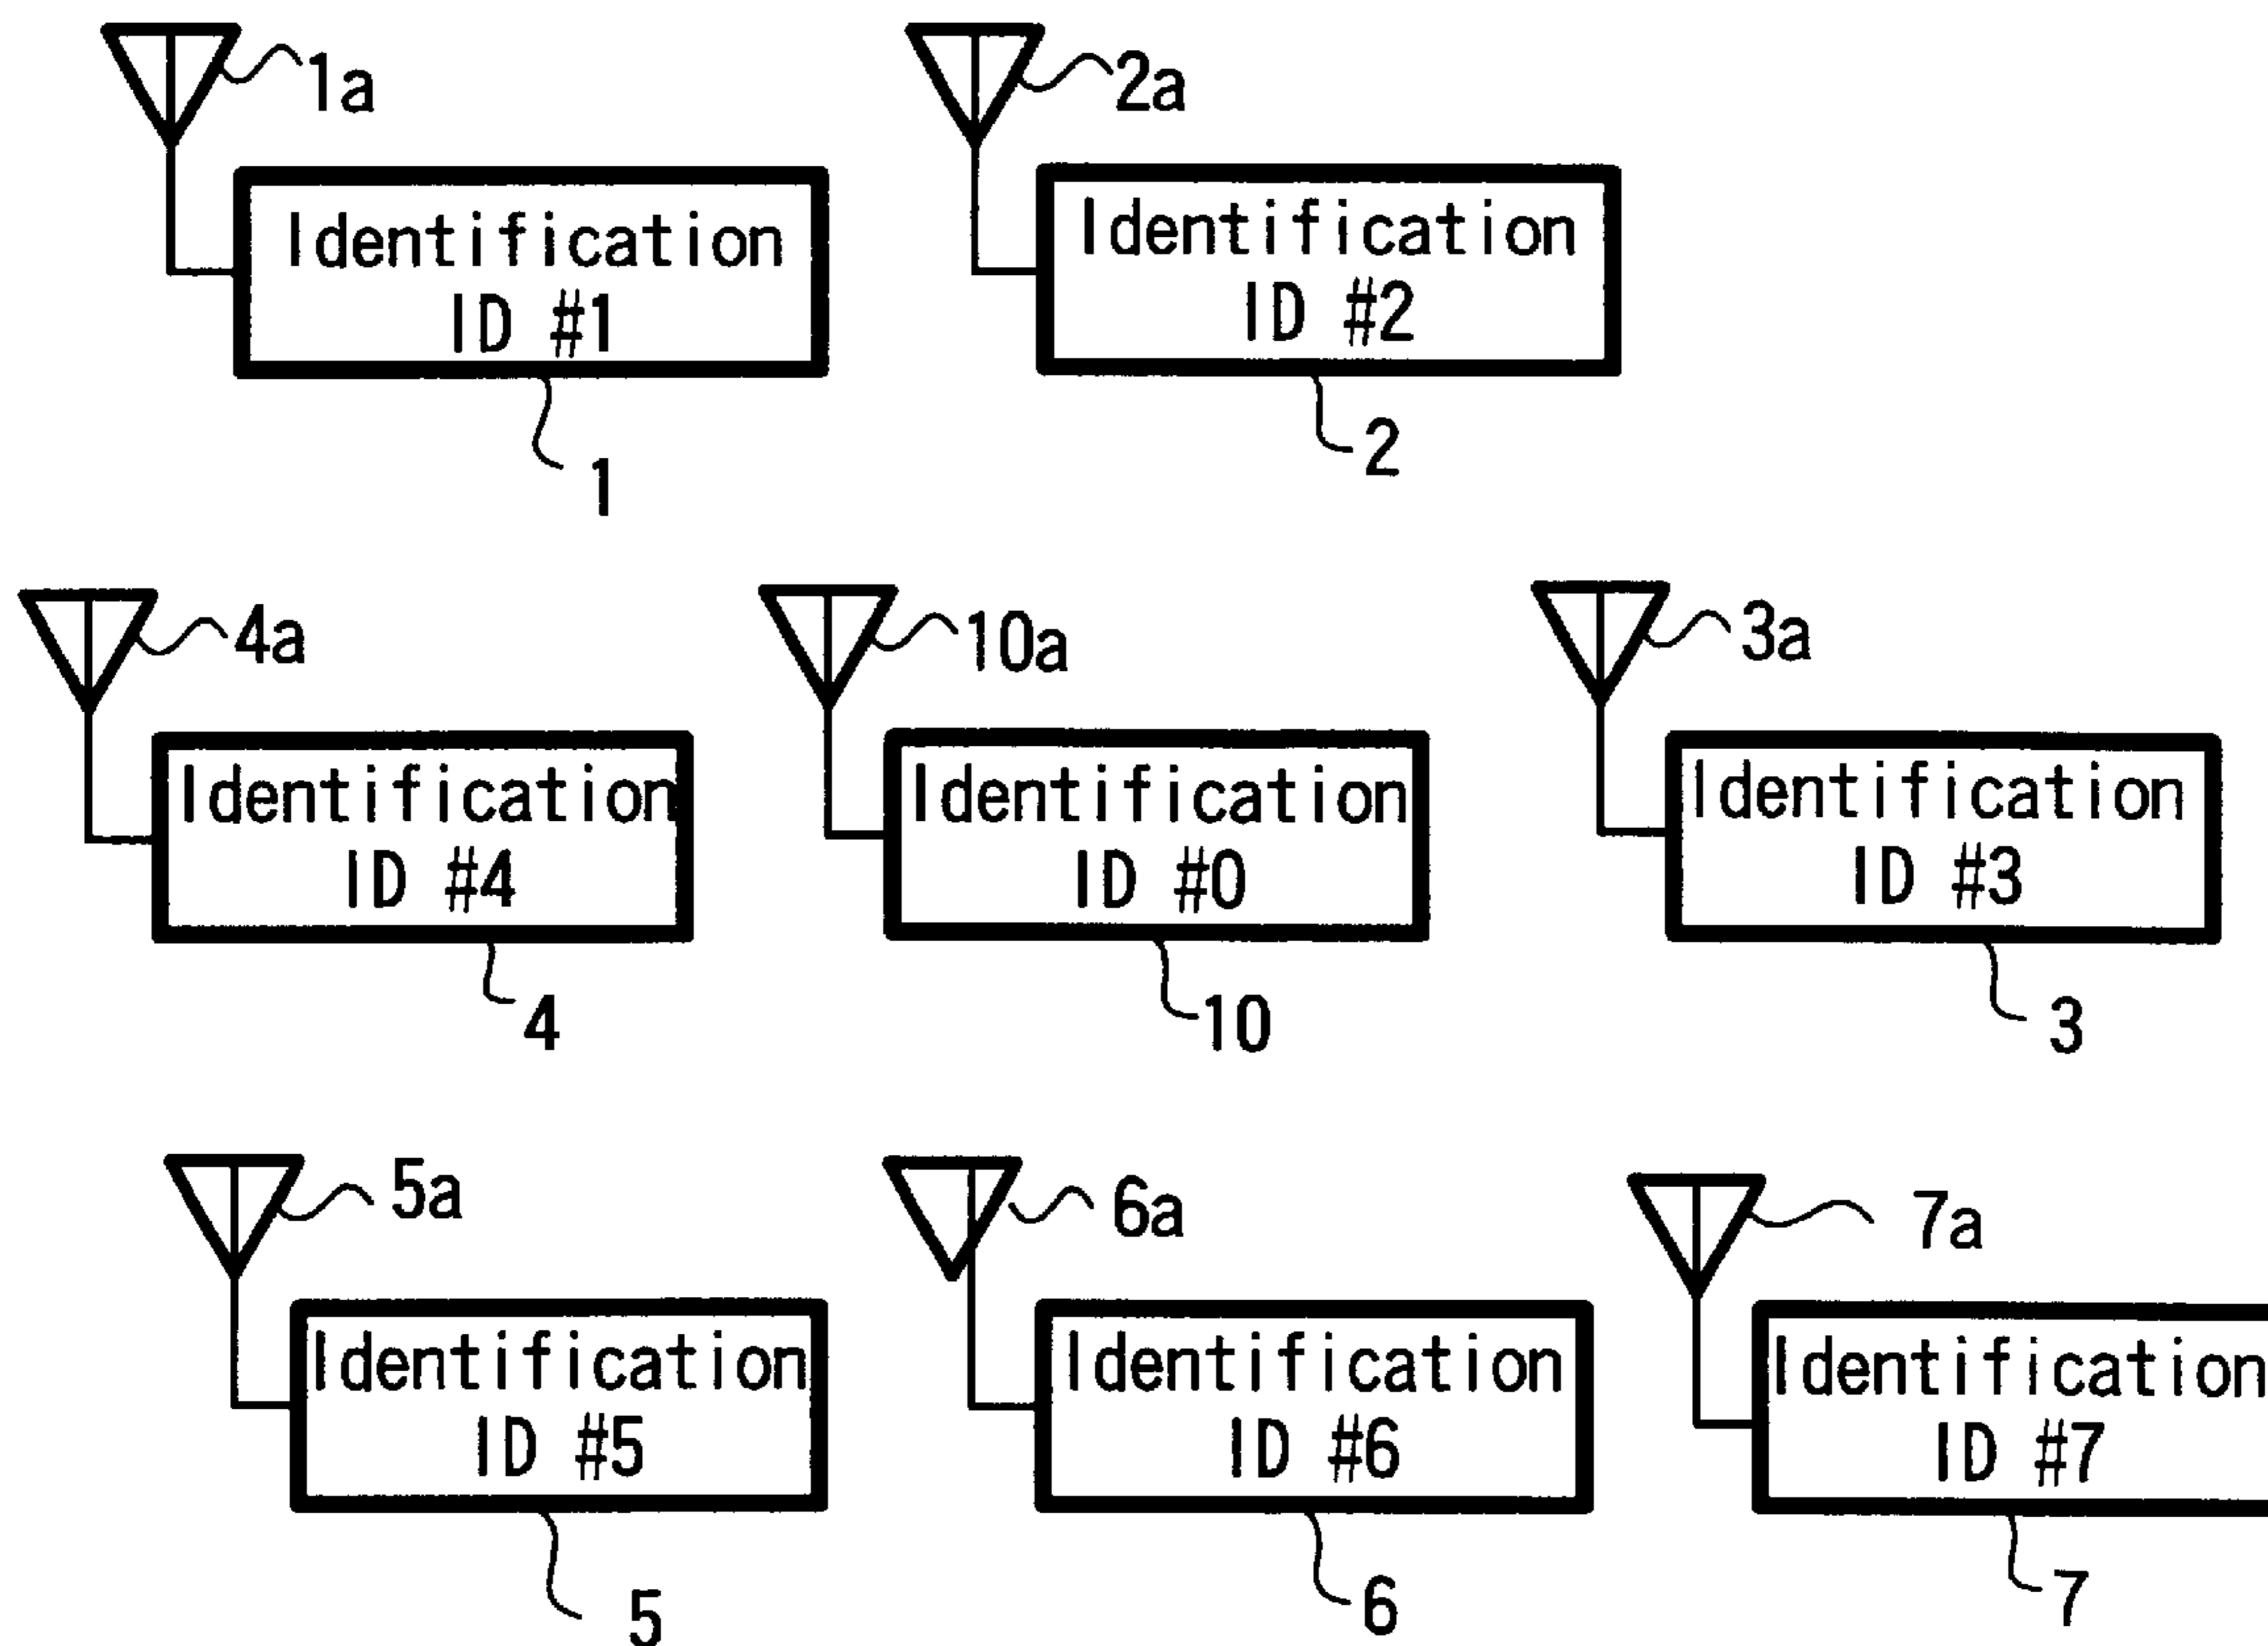 1a
2a
Identification
ID #1
Identification
ID #2
1
2
4a
10a
3a
Identification
ID #4
Identification
ID #0
Identification
ID #3
4
10
3
5a
6a
7a
Identification
ID #5
Identification
ID #6
Identification
ID #7
5
6
7